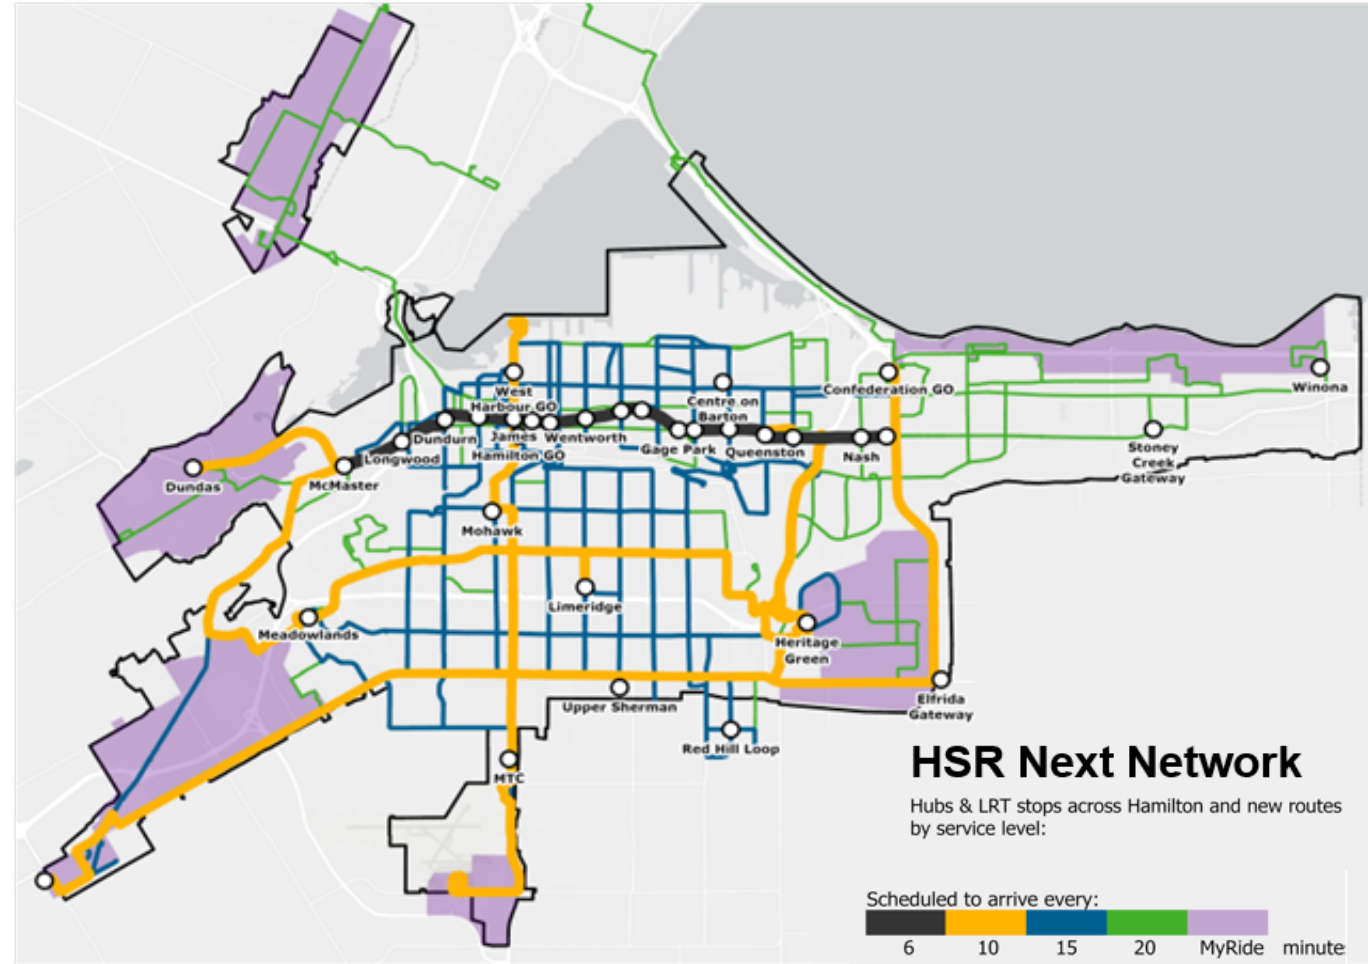 West
Harbour GO
Centre on
Barton
Confederation GO
Winona
Dundurn
James
Wentworth
Hamilton GO
Longwood
Gage Park
Queenston
Nash
Stoney
Creek
Gateway
Dundas
McMaster
Mohawk
Limeridge
Meadowlands
Heritage
Green
Upper Sherman
Elfrida
Gateway
Red Hill Loop
MTC
HSR Next Network
Hubs & LRT stops across Hamilton and new routes
by service level:
Scheduled to arrive every:
6 10 15 20 MyRide minute